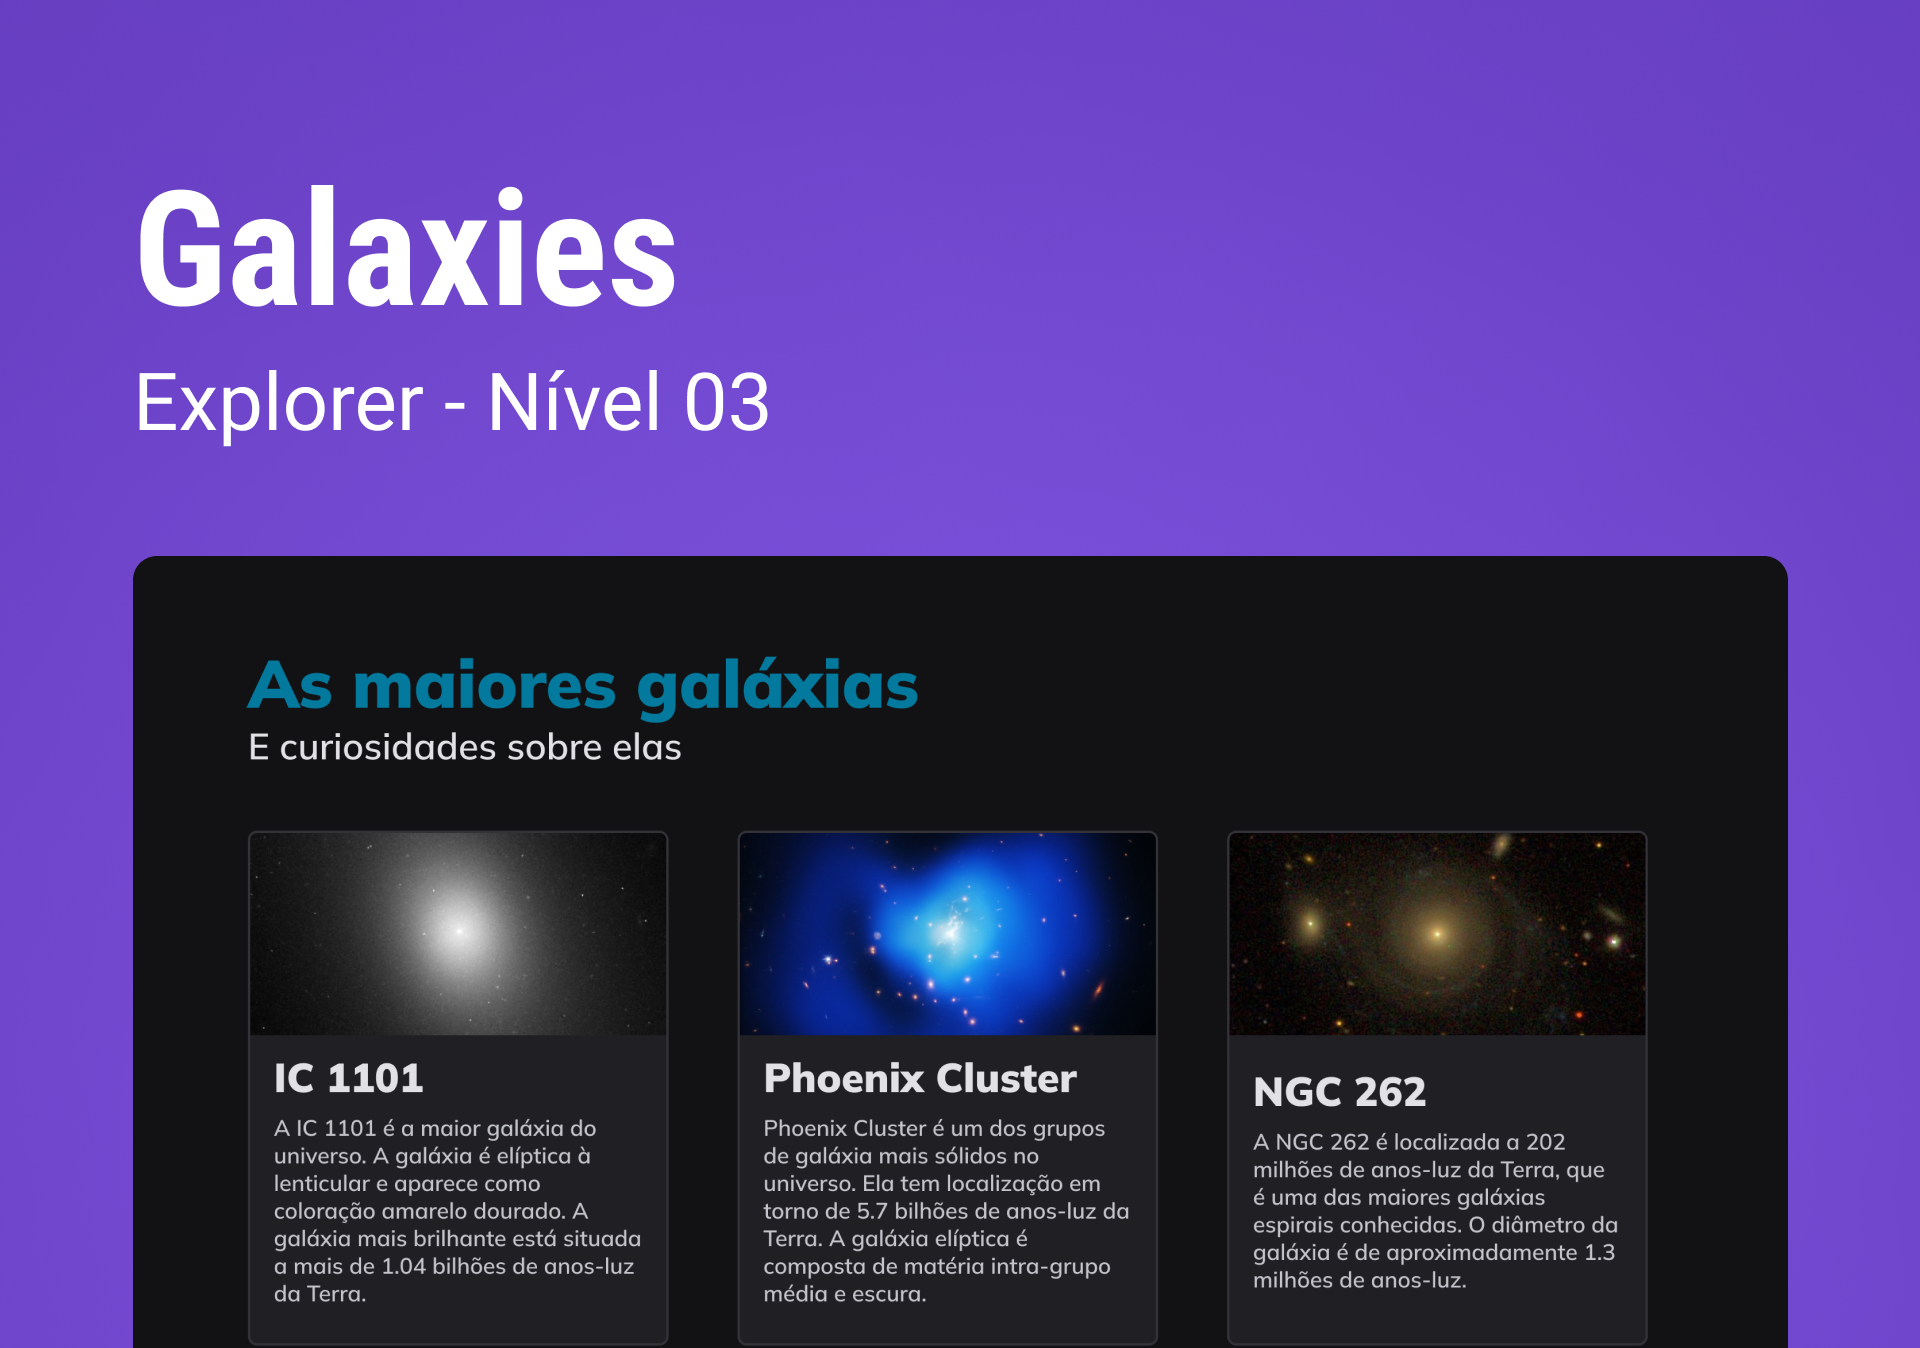 Galaxies
Explorer - Nível 03
As maiores galáxias
E curiosidades sobre elas
IC 1101
A IC 1101 é a maior galáxia do
universo. A galáxia é elíptica à
lenticular e aparece como
coloração amarelo dourado. A
galáxia mais brilhante está situada
a mais de 1.04 bilhões de anos-luz
da Terra.
Phoenix Cluster
Phoenix Cluster é um dos grupos
de galáxia mais sólidos no
universo. Ela tem localização em
torno de 5.7 bilhões de anos-luz da
Terra. A galáxia elíptica é
composta de matéria intra-grupo
média e escura.
NGC 262
A NGC 262 é localizada a 202
milhões de anos-luz da Terra, que
é uma das maiores galáxias
espirais conhecidas. O diâmetro da
galáxia é de aproximadamente 1.3
milhões de anos-luz.